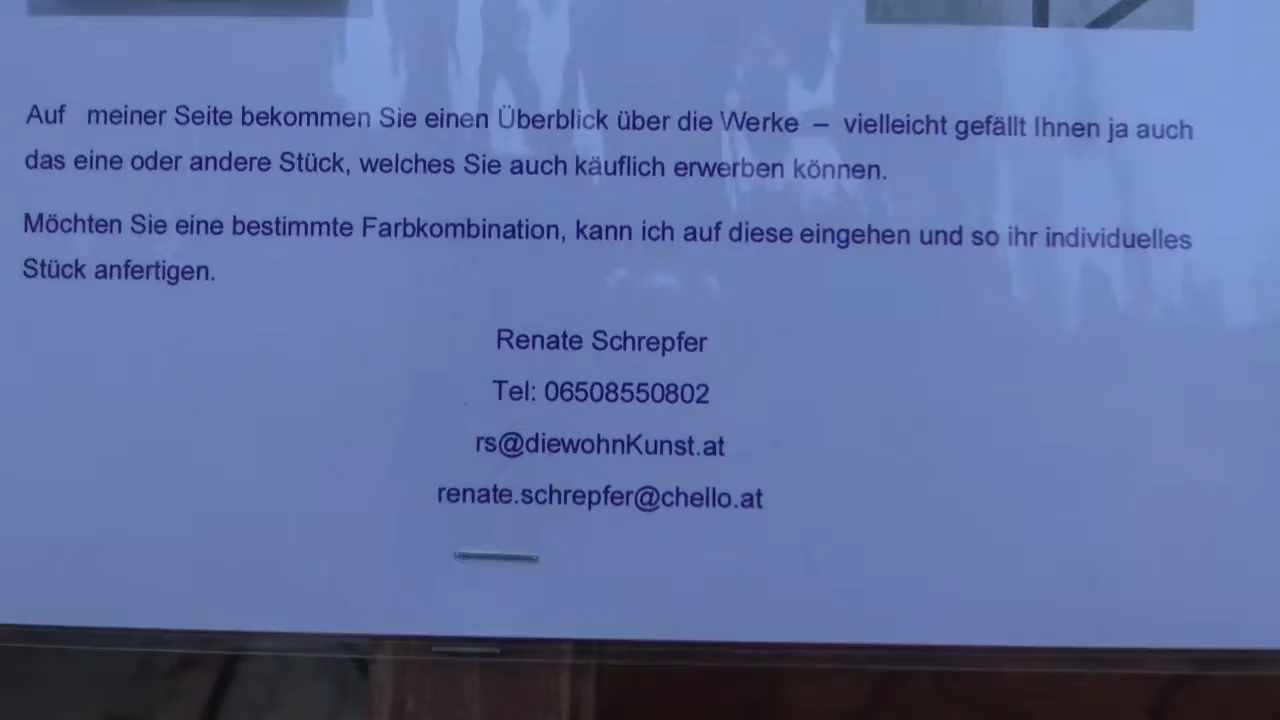 Auf meiner Seite bekommen Sie einen Überblick über die Werke – vielleicht gefällt Ihnen ja auch
das eine oder andere Stück, welches Sie auch käuflich erwerben können.
Möchten Sie eine bestimmte Farbkombination, kann ich auf diese eingehen und so ihr individuelles
Stück anfertigen.
Renate Schrepfer
Tel: 06508550802
rs@diewohnKunst.at
renate.schrepfer@chello.at